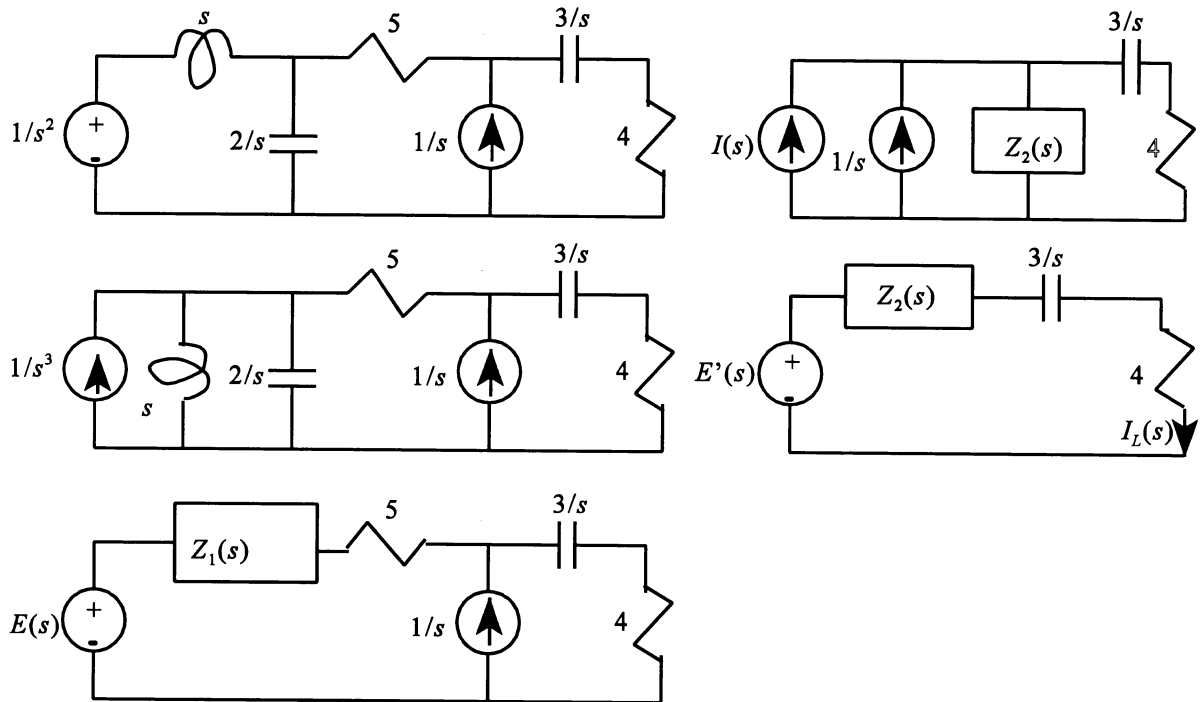 s
5
3/s
1/s²
+
-
2/s
1/s
4
3/s
I(s)
1/s
Z₂(s)
4
5
3/s
1/s³
s
2/s
1/s
4
3/s
Z₂(s)
E’(s)
+
-
4
I_L(s)
5
3/s
Z₁(s)
E(s)
+
-
1/s
4